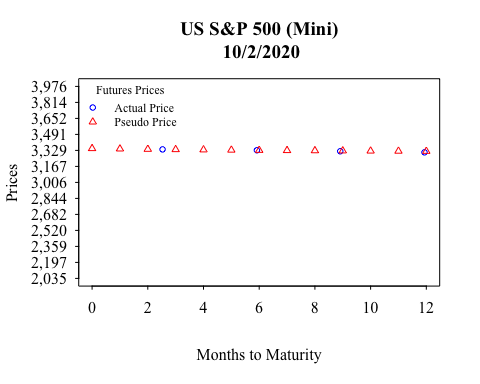 US S&P 500 (Mini)
10/2/2020
Futures Prices
Actual Price
Pseudo Price
Prices
3,976
3,814
3,652
3,491
3,329
3,167
3,006
2,844
2,682
2,520
2,359
2,197
2,035
0 2 4 6 8 10 12
Months to Maturity